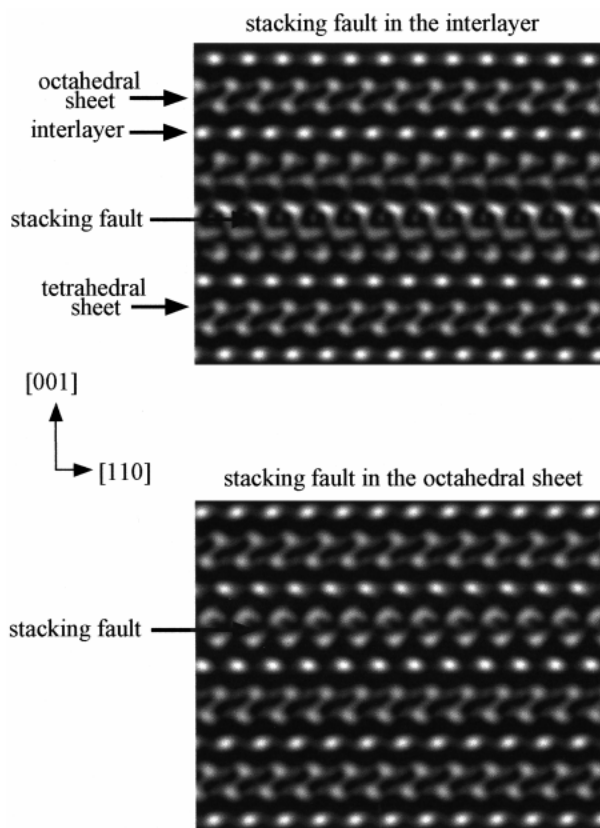 stacking fault in the interlayer
octahedral
sheet
interlayer
stacking fault
tetrahedral
sheet
[001]
[110]
stacking fault in the octahedral sheet
stacking fault